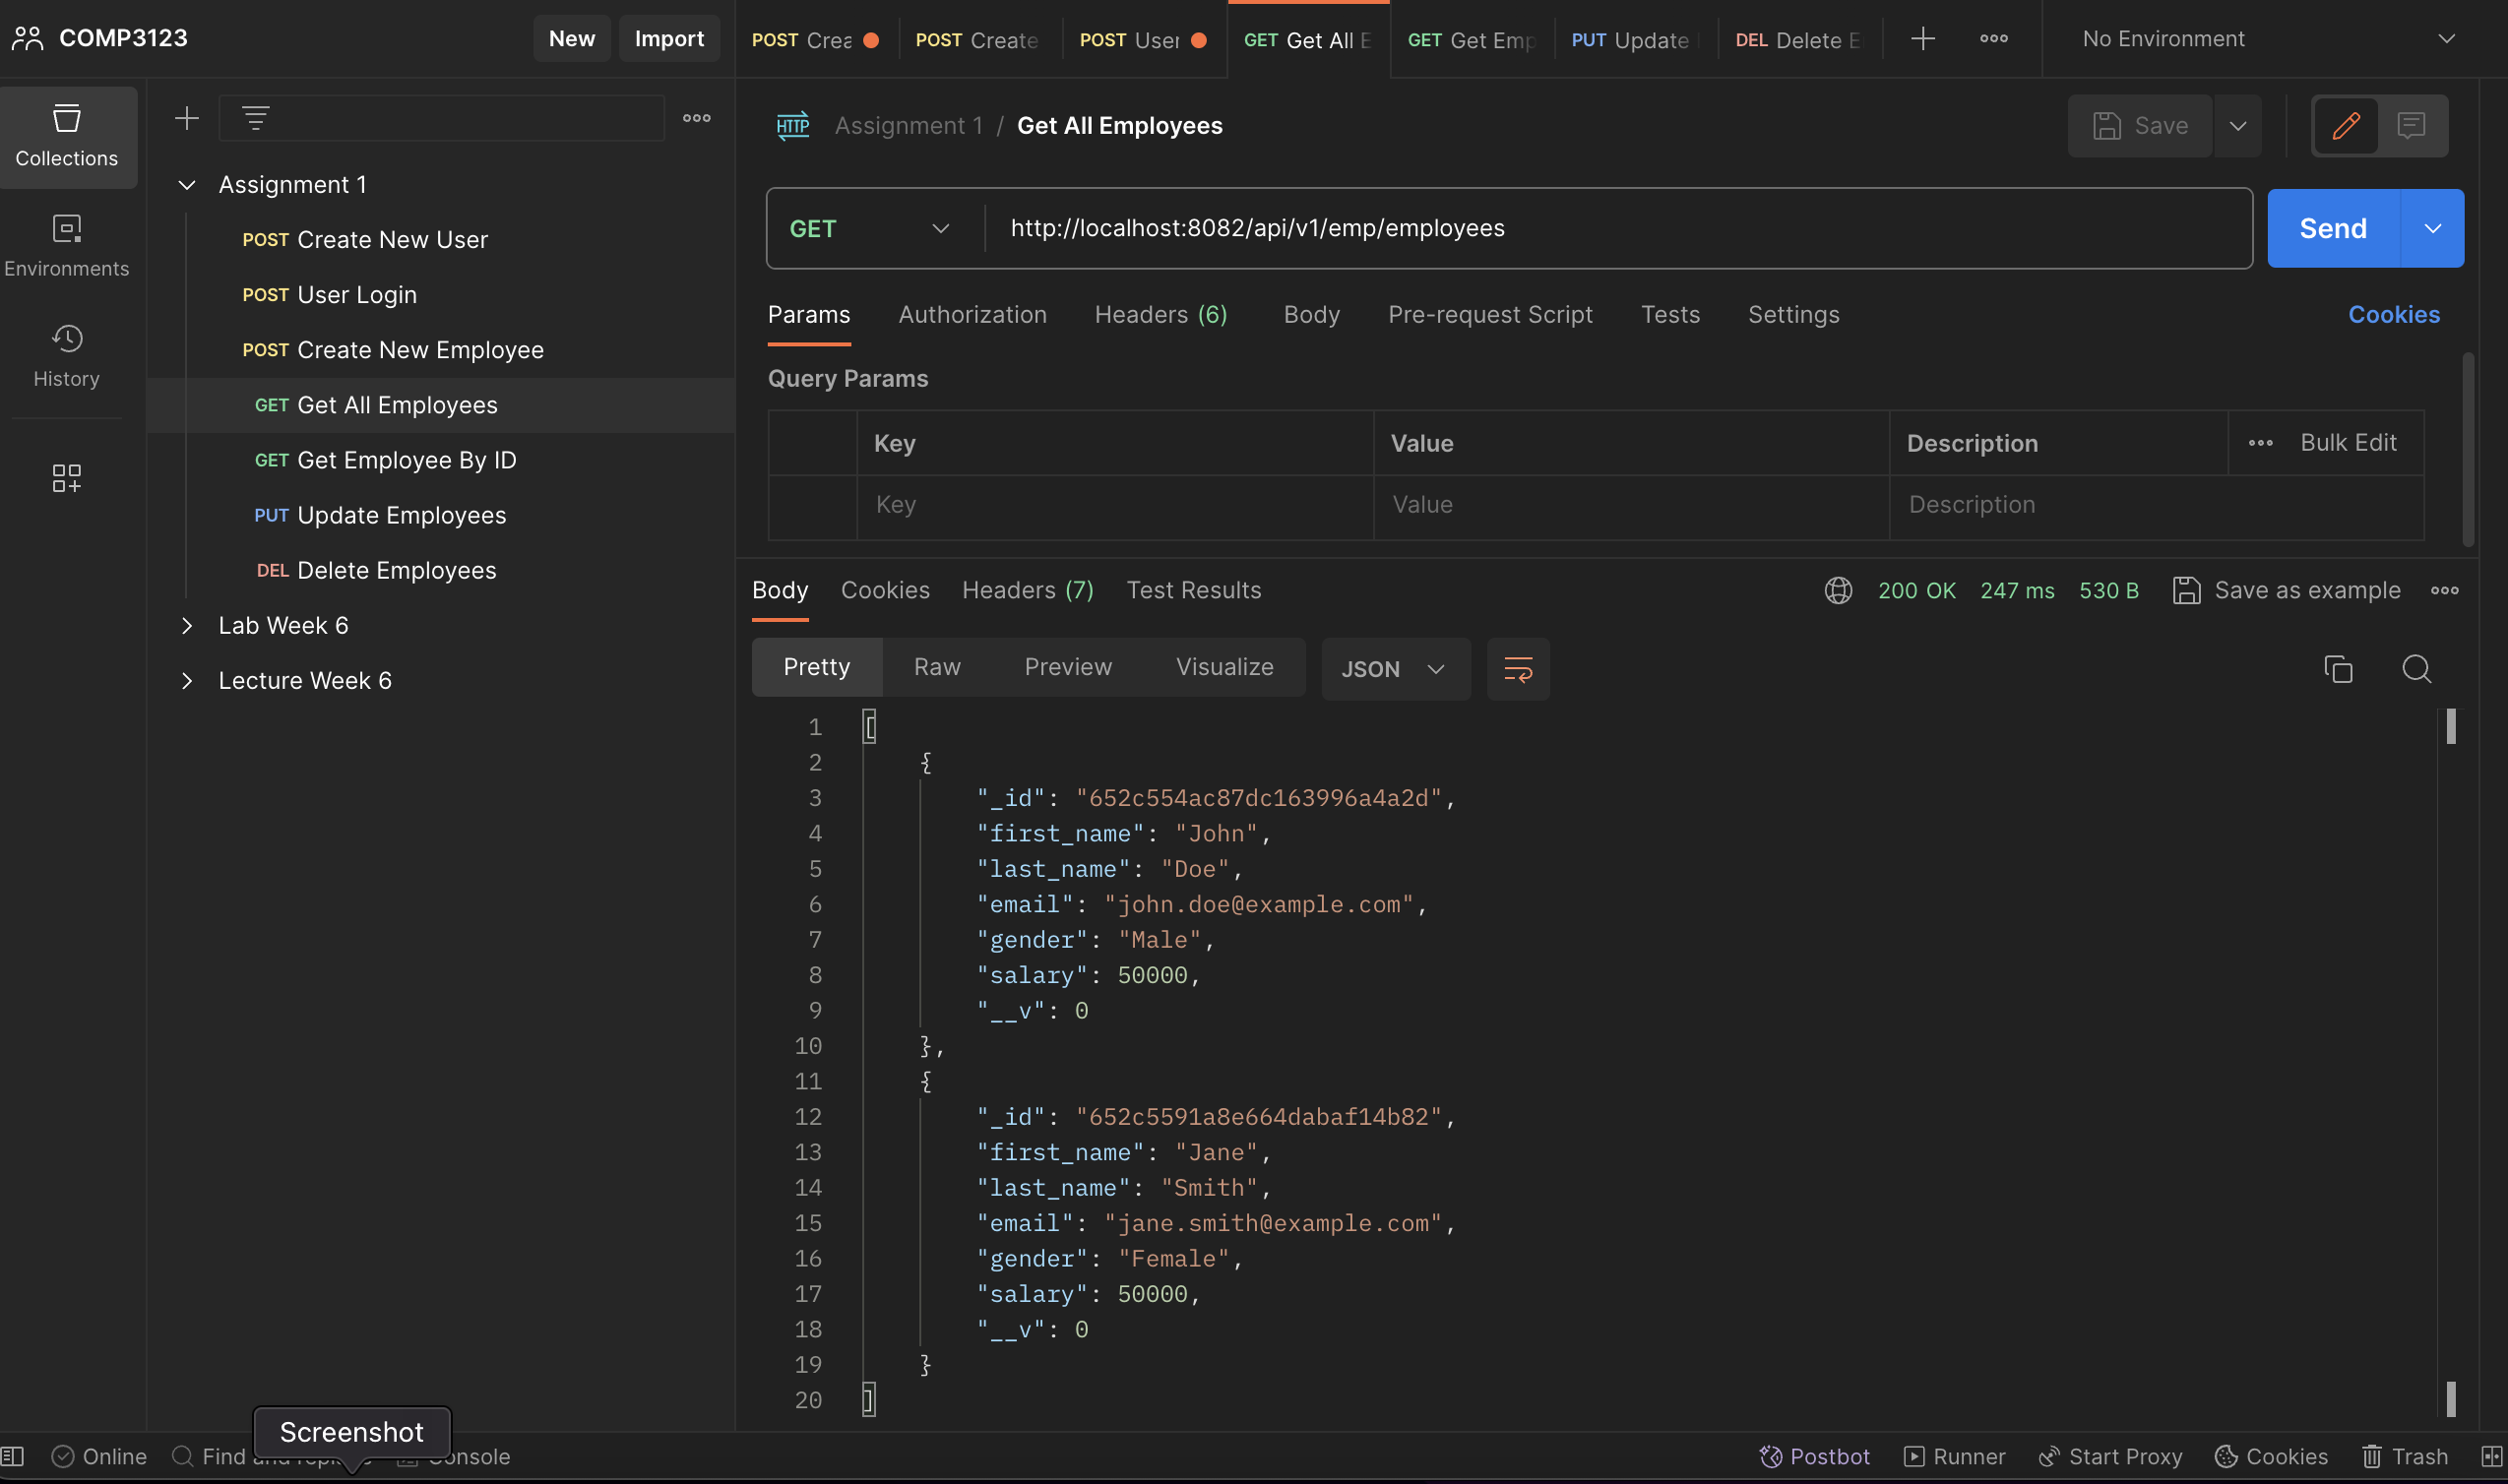 COMP3123
New
Import
POST Crea
POST Create
POST User
GET Get All E
GET Get Emp
PUT Update
DEL Delete E
No Environment
Collections
Environments
History
Assignment 1
POST Create New User
POST User Login
POST Create New Employee
GET Get All Employees
GET Get Employee By ID
PUT Update Employees
DEL Delete Employees
Lab Week 6
Lecture Week 6
HTTP Assignment 1 / Get All Employees
Save
GET http://localhost:8082/api/v1/emp/employees
Send
Params Authorization Headers (6) Body Pre-request Script Tests Settings Cookies
Query Params
Key Value Description Bulk Edit
Key Value Description
Body Cookies Headers (7) Test Results 200 OK 247 ms 530 B Save as example
Pretty Raw Preview Visualize JSON
1 [
2 {
3 "_id": "652c554ac87dc163996a4a2d",
4 "first_name": "John",
5 "last_name": "Doe",
6 "email": "john.doe@example.com",
7 "gender": "Male",
8 "salary": 50000,
9 "__v": 0
10 },
11 {
12 "_id": "652c5591a8e664dabaf14b82",
13 "first_name": "Jane",
14 "last_name": "Smith",
15 "email": "jane.smith@example.com",
16 "gender": "Female",
17 "salary": 50000,
18 "__v": 0
19 }
20 ]
Screenshot
Online Find and Console
Postbot Runner Start Proxy Cookies Trash